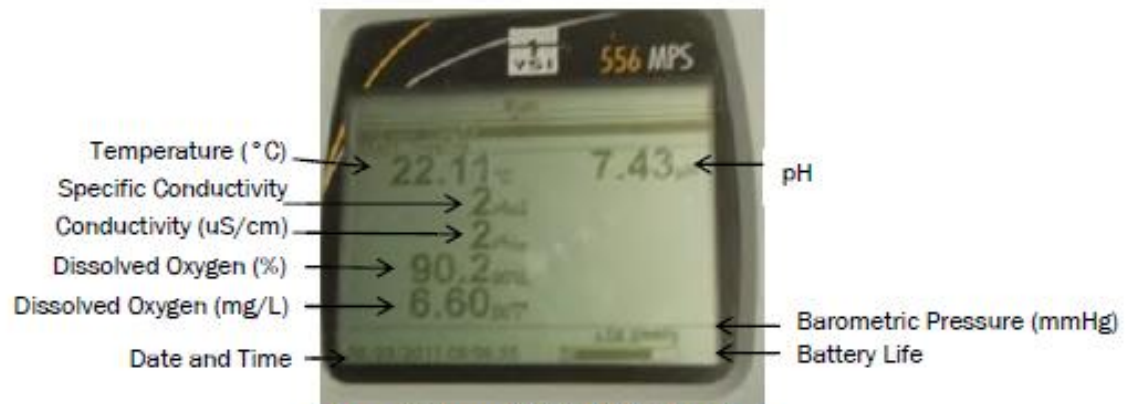 YSI 556 MPS
Run
Temperature (°C) 22.11 °C 7.43 pH
Specific Conductivity 2
Conductivity (uS/cm) 2
Dissolved Oxygen (%) 90.2
Dissolved Oxygen (mg/L) 6.60
Barometric Pressure (mmHg)
Date and Time
Battery Life